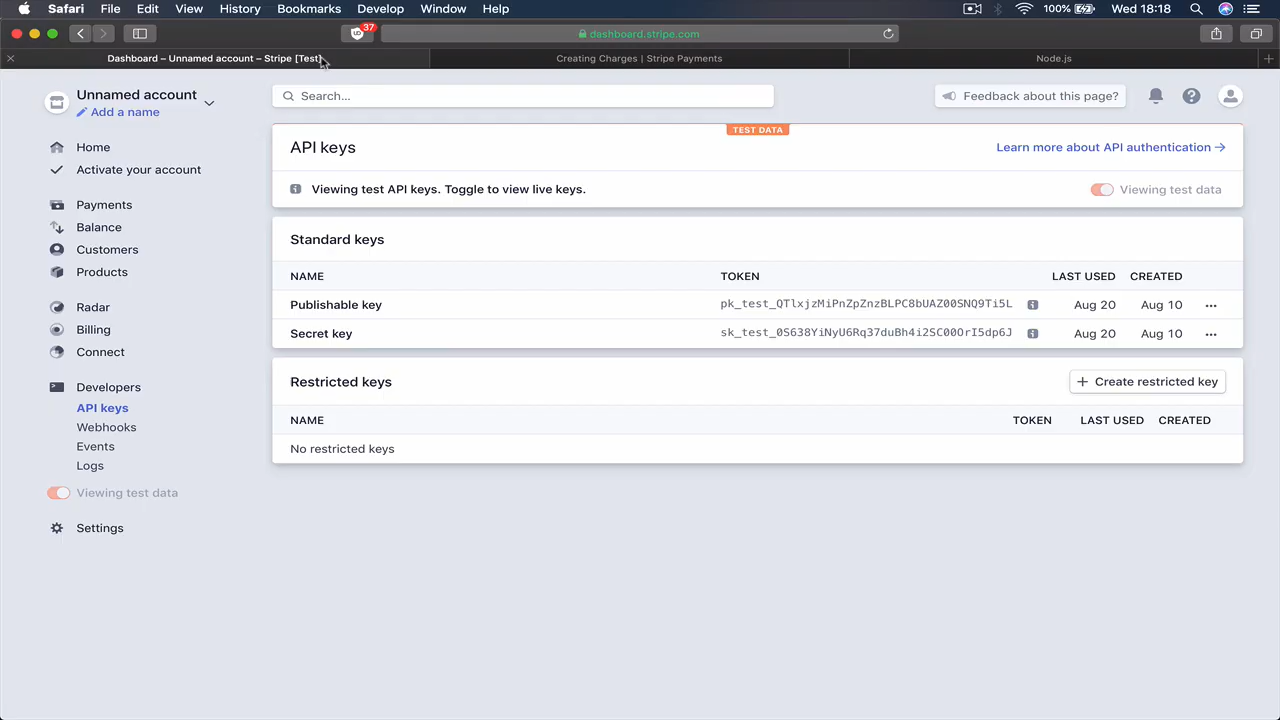 Safari File Edit View History Bookmarks Develop Window Help 100% Wed 18:18
37 dashboard.stripe.com
Dashboard – Unnamed account – Stripe [Test] Creating Charges | Stripe Payments Node.js
Unnamed account
Add a name
Search...
Feedback about this page?
Home
Activate your account
Payments
Balance
Customers
Products
Radar
Billing
Connect
Developers
API keys
Webhooks
Events
Logs
Viewing test data
Settings
TEST DATA
API keys Learn more about API authentication
Viewing test API keys. Toggle to view live keys. Viewing test data
Standard keys
NAME TOKEN LAST USED CREATED
Publishable key pk_test_QTlxjzMiPnZpZnzBLPC8bUAZ00SNQ9Ti5L Aug 20 Aug 10
Secret key sk_test_0S638YiNyU6Rq37duBh4i2SC00OrI5dp6J Aug 20 Aug 10
Restricted keys + Create restricted key
NAME TOKEN LAST USED CREATED
No restricted keys